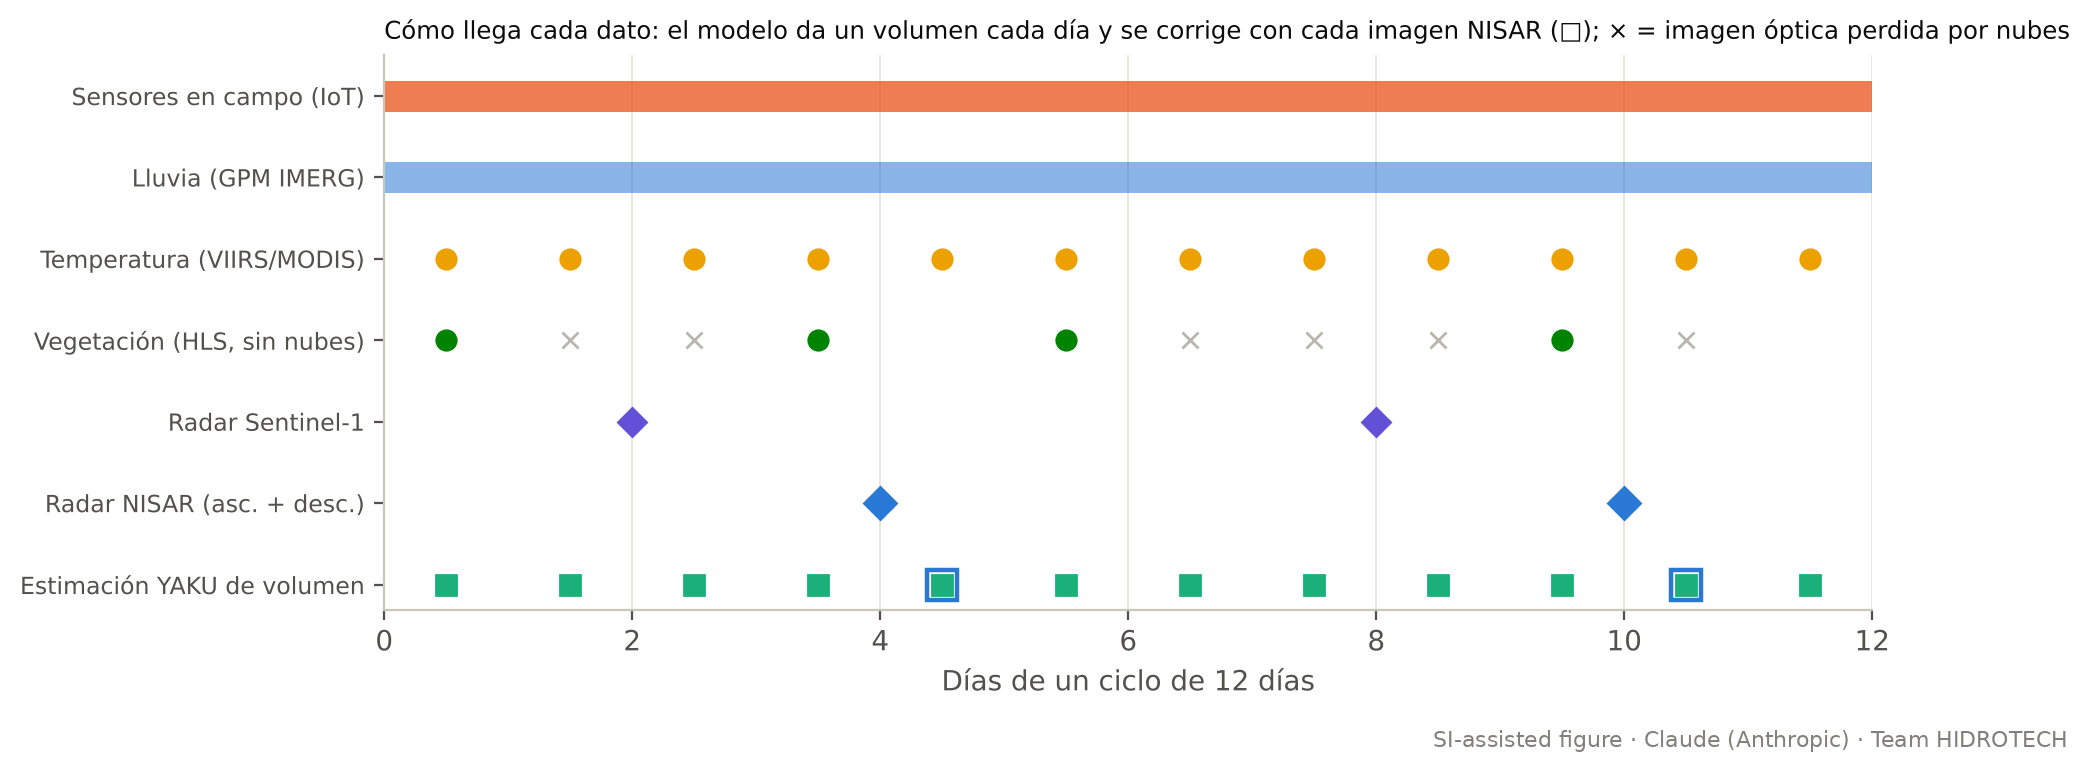 Cómo llega cada dato: el modelo da un volumen cada día y se corrige con cada imagen NISAR (□); × = imagen óptica perdida por nubes
Sensores en campo (IoT)
Lluvia (GPM IMERG)
Temperatura (VIIRS/MODIS)
Vegetación (HLS, sin nubes)
Radar Sentinel-1
Radar NISAR (asc. + desc.)
Estimación YAKU de volumen
0 2 4 6 8 10 12
Días de un ciclo de 12 días
SI-assisted figure · Claude (Anthropic) · Team HIDROTECH